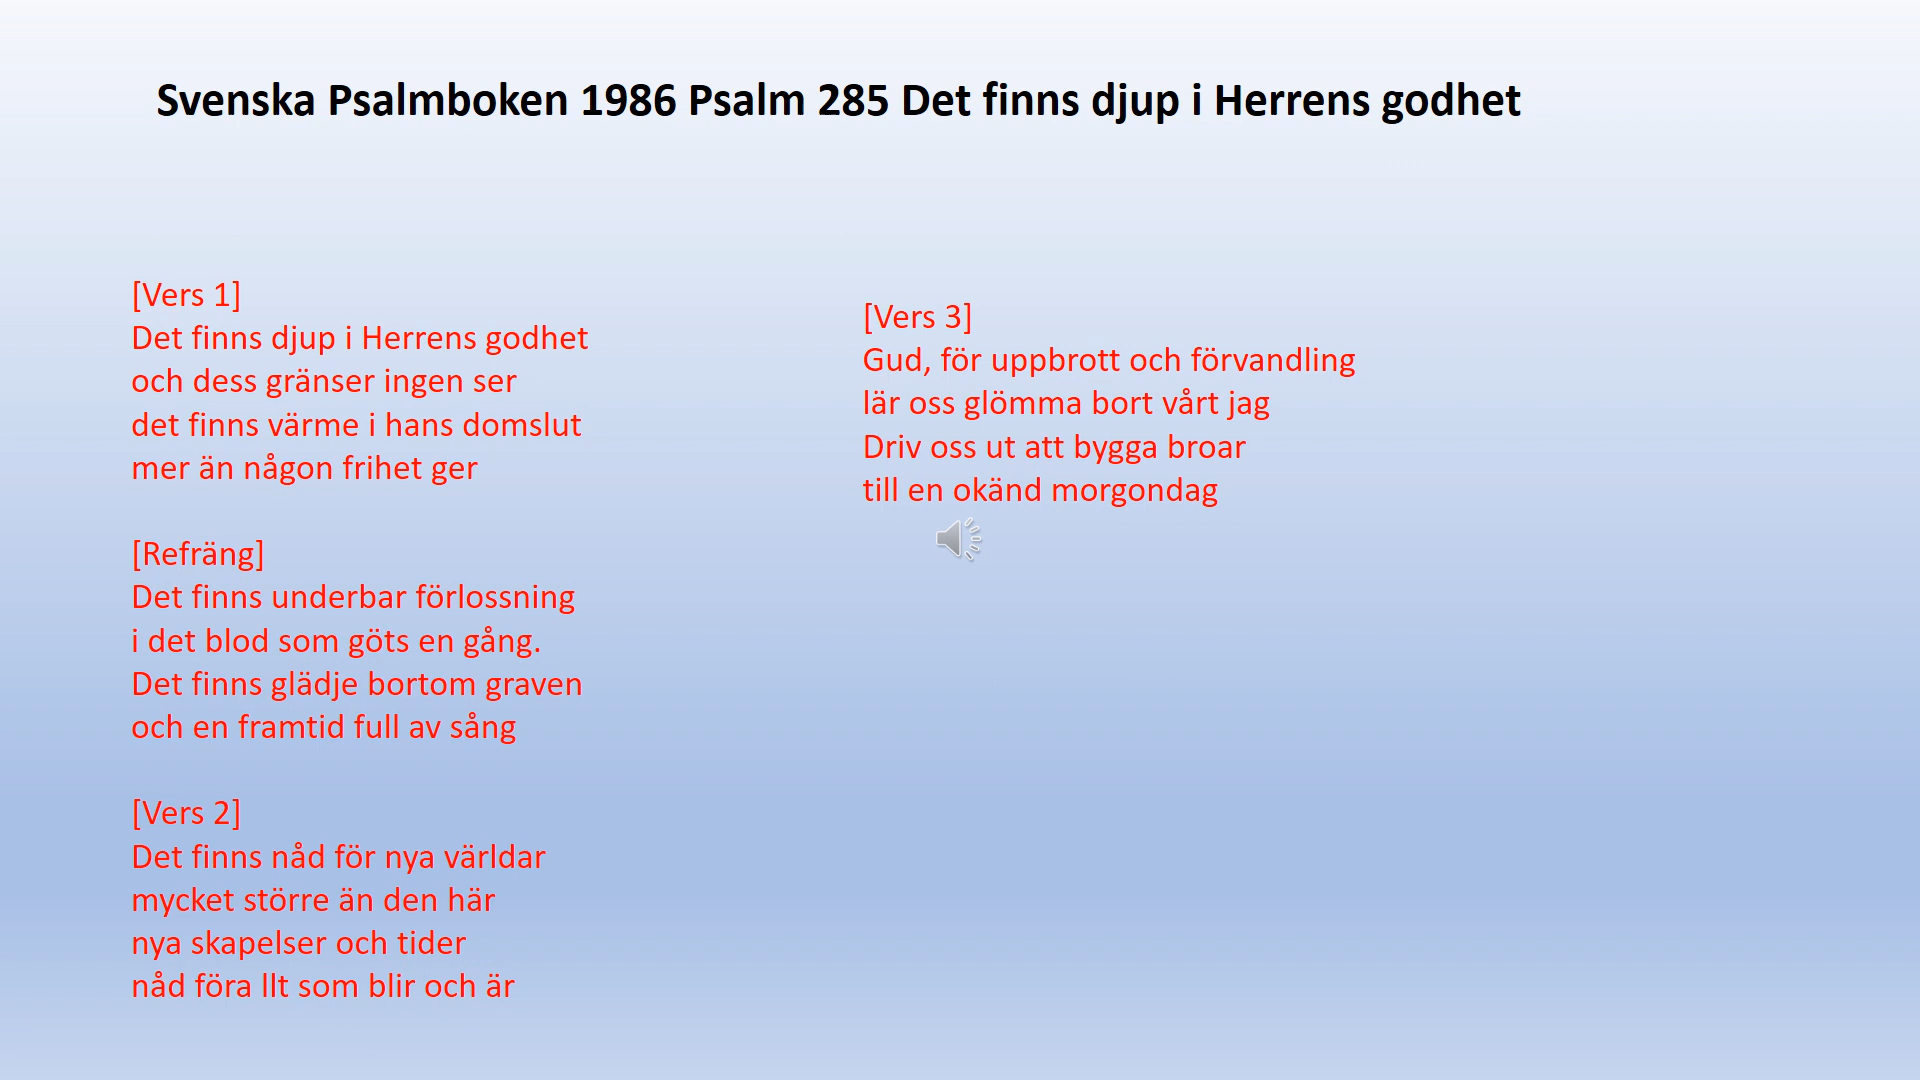 Svenska Psalmboken 1986 Psalm 285 Det finns djup i Herrens godhet
[Vers 1]
Det finns djup i Herrens godhet
och dess gränser ingen ser
det finns värme i hans domslut
mer än någon frihet ger
[Refräng]
Det finns underbar förlossning
i det blod som göts en gång.
Det finns glädje bortom graven
och en framtid full av sång
[Vers 2]
Det finns nåd för nya världar
mycket större än den här
nya skapelser och tider
nåd föra llt som blir och är
[Vers 3]
Gud, för uppbrott och förvandling
lär oss glömma bort vårt jag
Driv oss ut att bygga broar
till en okänd morgondag